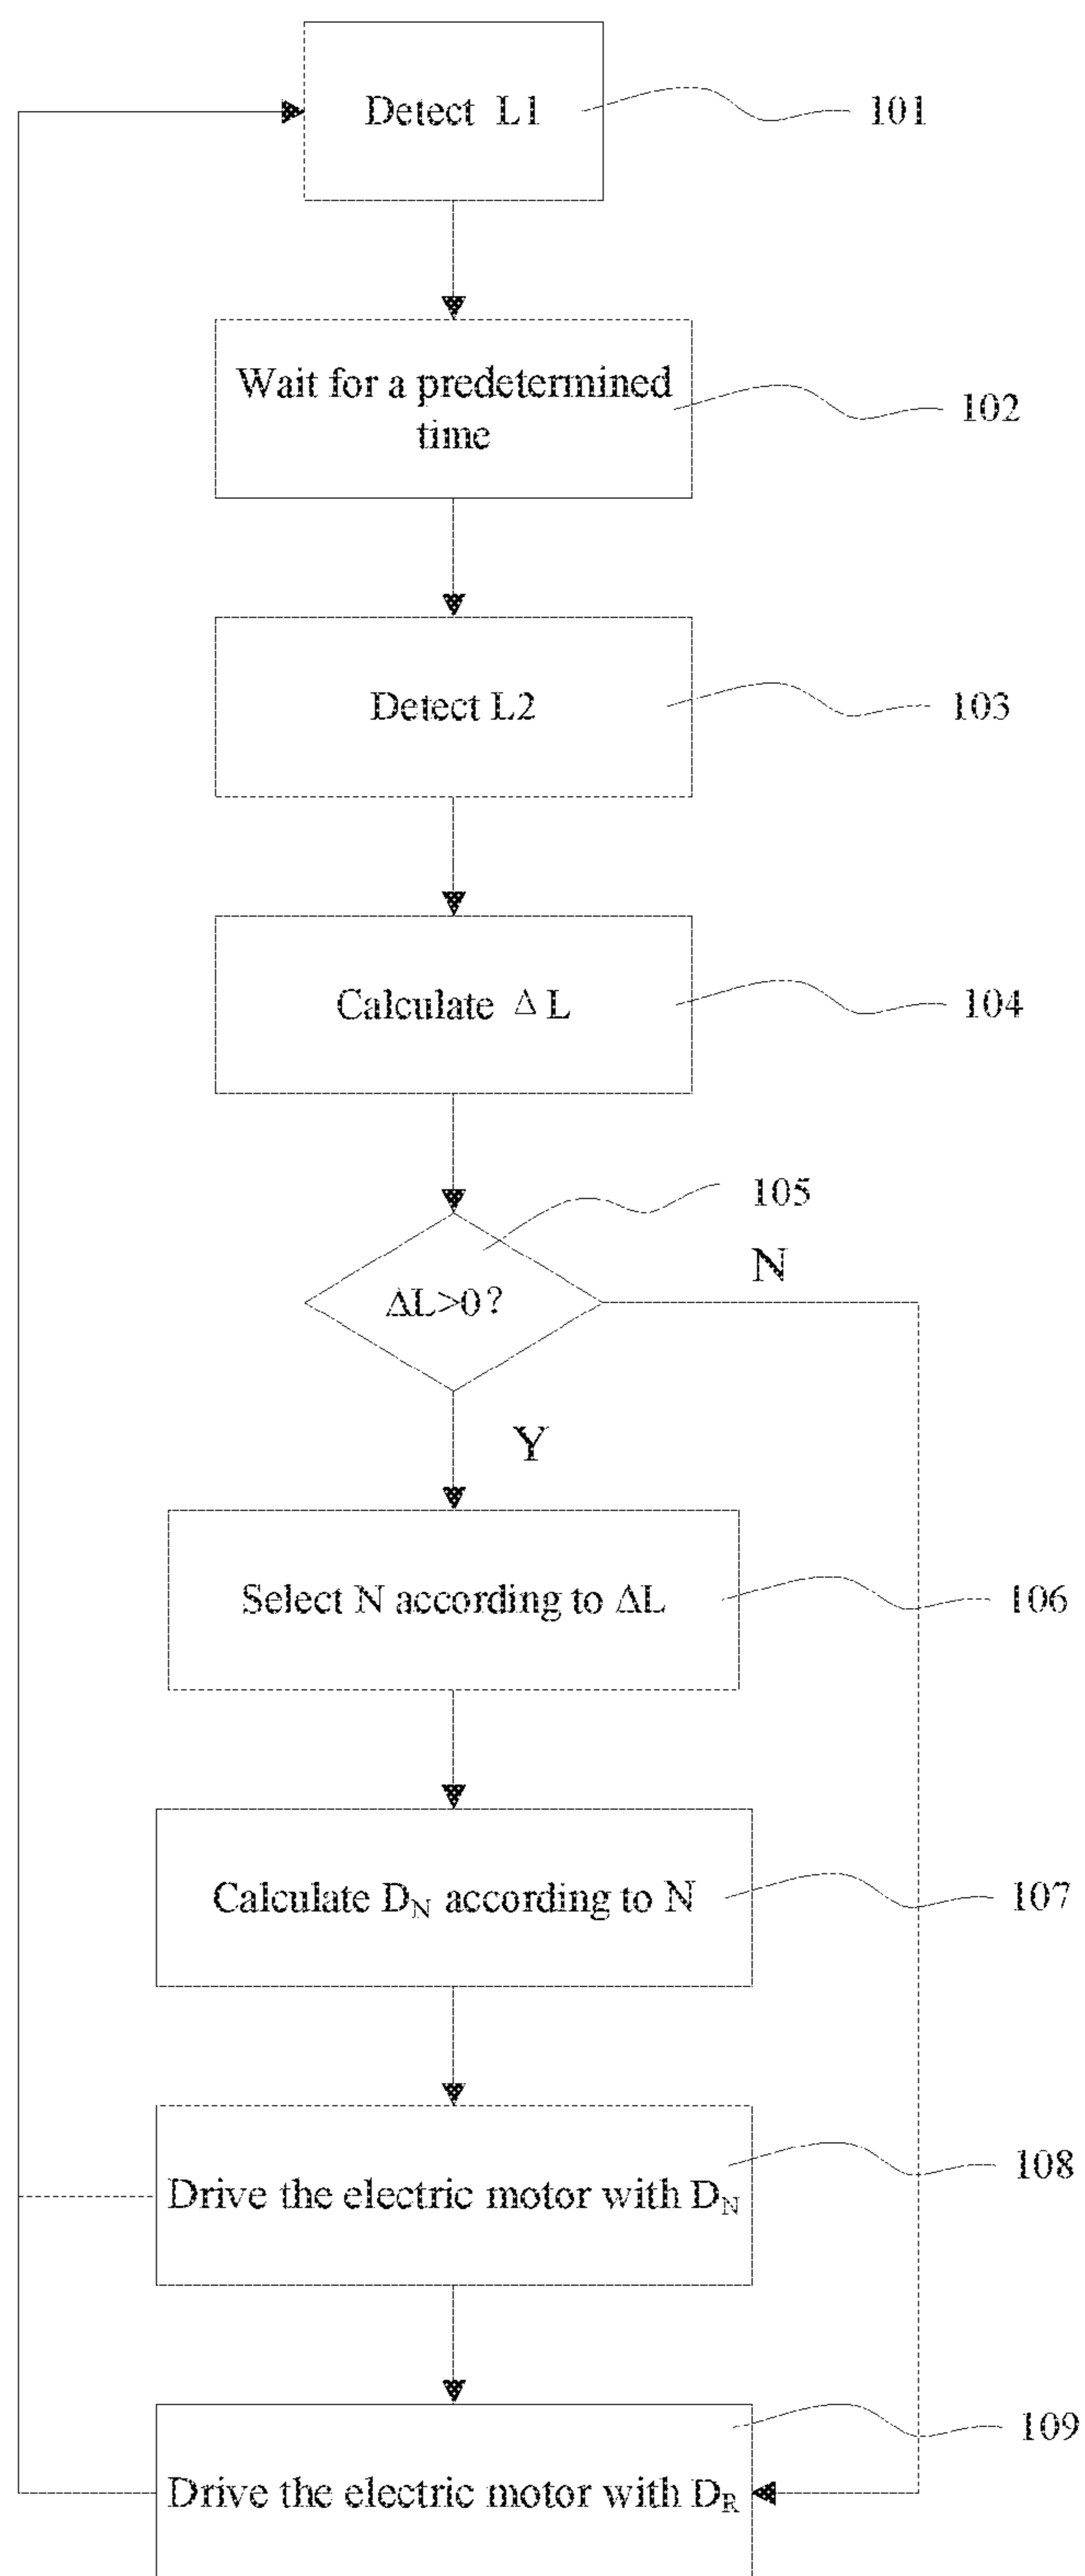 Detect L1
101
Wait for a predetermined
time
102
Detect L2
103
Calculate Δ L
104
105
N
ΔL>0?
Y
Select N according to ΔL
106
Calculate D_N according to N
107
108
Drive the electric motor with D_N
109
Drive the electric motor with D_R